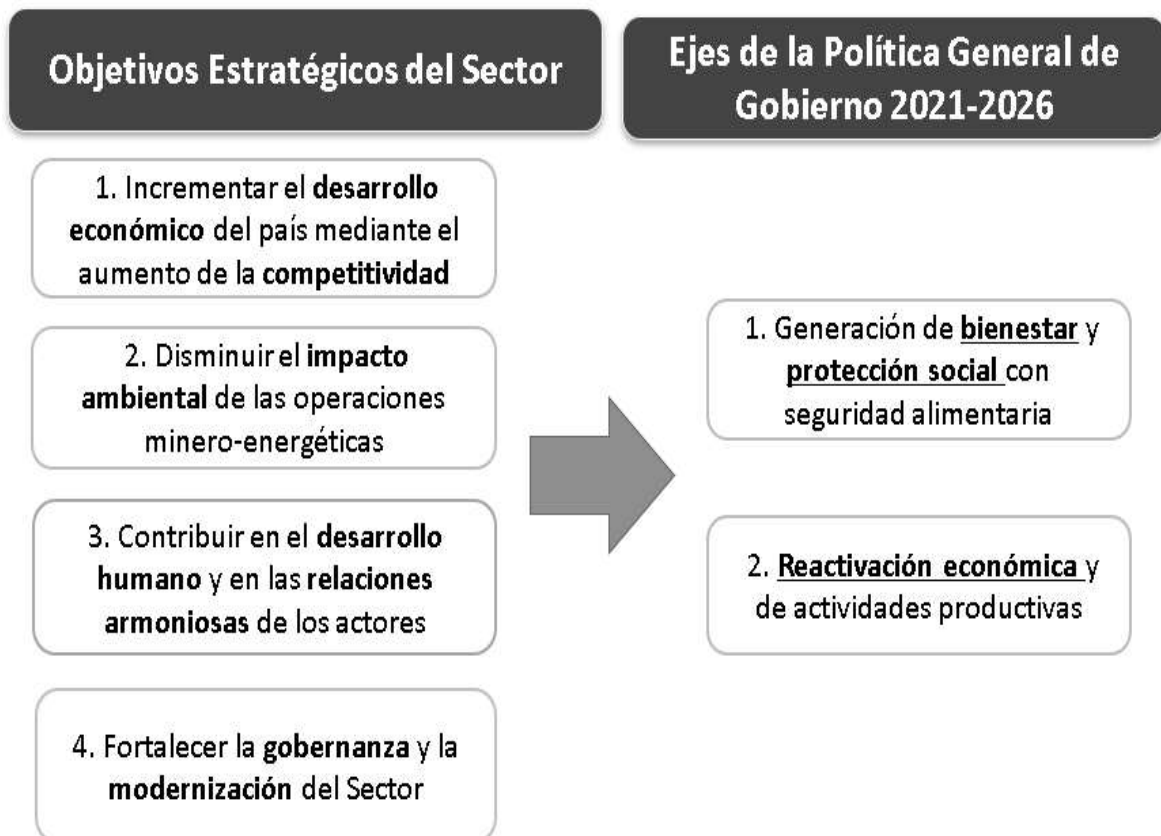 Objetivos Estratégicos del Sector
1. Incrementar el desarrollo
económico del país mediante el
aumento de la competitividad
2. Disminuir el impacto
ambiental de las operaciones
minero-energéticas
3. Contribuir en el desarrollo
humano y en las relaciones
armoniosas de los actores
4. Fortalecer la gobernanza y la
modernización del Sector
Ejes de la Política General de
Gobierno 2021-2026
1. Generación de bienestar y
protección social con
seguridad alimentaria
2. Reactivación económica y
de actividades productivas